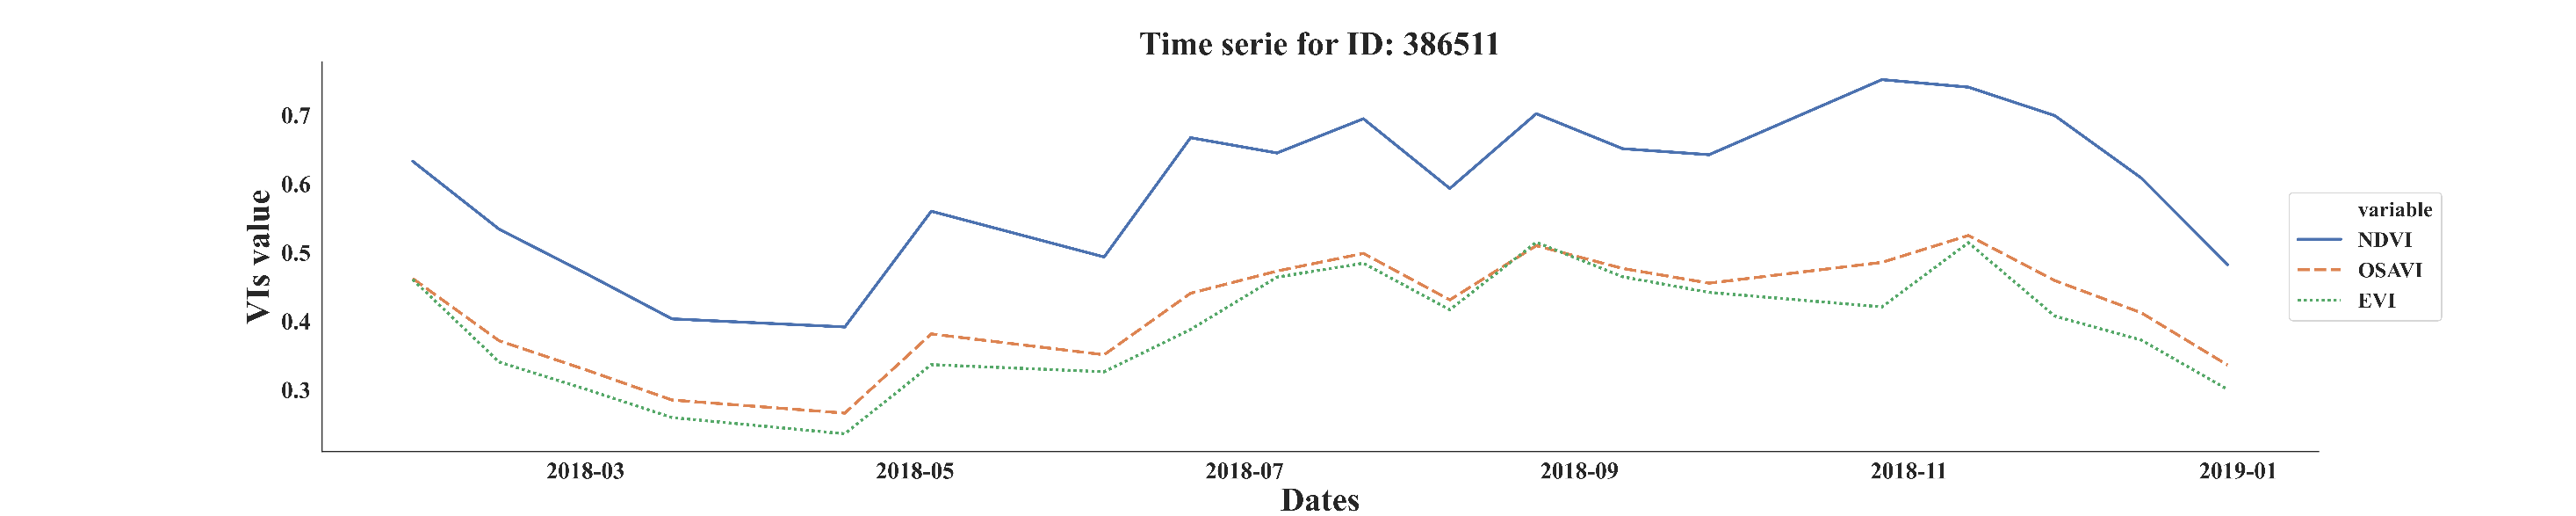 Time serie for ID: 386511
VIs value
0.7
0.6
0.5
0.4
0.3
variable
NDVI
OSAVI
EVI
2018-03 2018-05 2018-07 2018-09 2018-11 2019-01
Dates